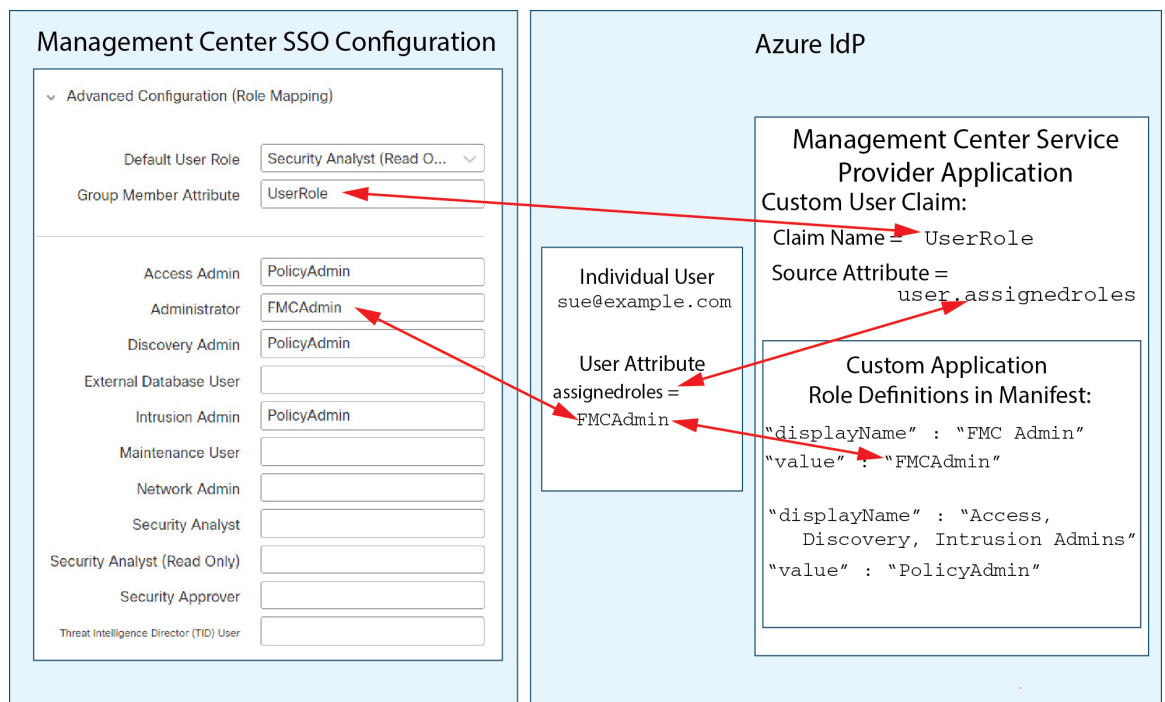 Management Center SSO Configuration
Advanced Configuration (Role Mapping)
Default User Role Security Analyst (Read O...
Group Member Attribute UserRole
Access Admin PolicyAdmin
Administrator FMCAdmin
Discovery Admin PolicyAdmin
External Database User
Intrusion Admin PolicyAdmin
Maintenance User
Network Admin
Security Analyst
Security Analyst (Read Only)
Security Approver
Threat Intelligence Director (TID) User
Azure IdP
Individual User
sue@example.com
User Attribute
assignedroles =
FMCAdmin
Management Center Service
Provider Application
Custom User Claim:
Claim Name = UserRole
Source Attribute =
user.assignedroles
Custom Application
Role Definitions in Manifest:
“displayName” : “FMC Admin”
“value” : “FMCAdmin”
“displayName” : “Access,
Discovery, Intrusion Admins”
“value” : “PolicyAdmin”